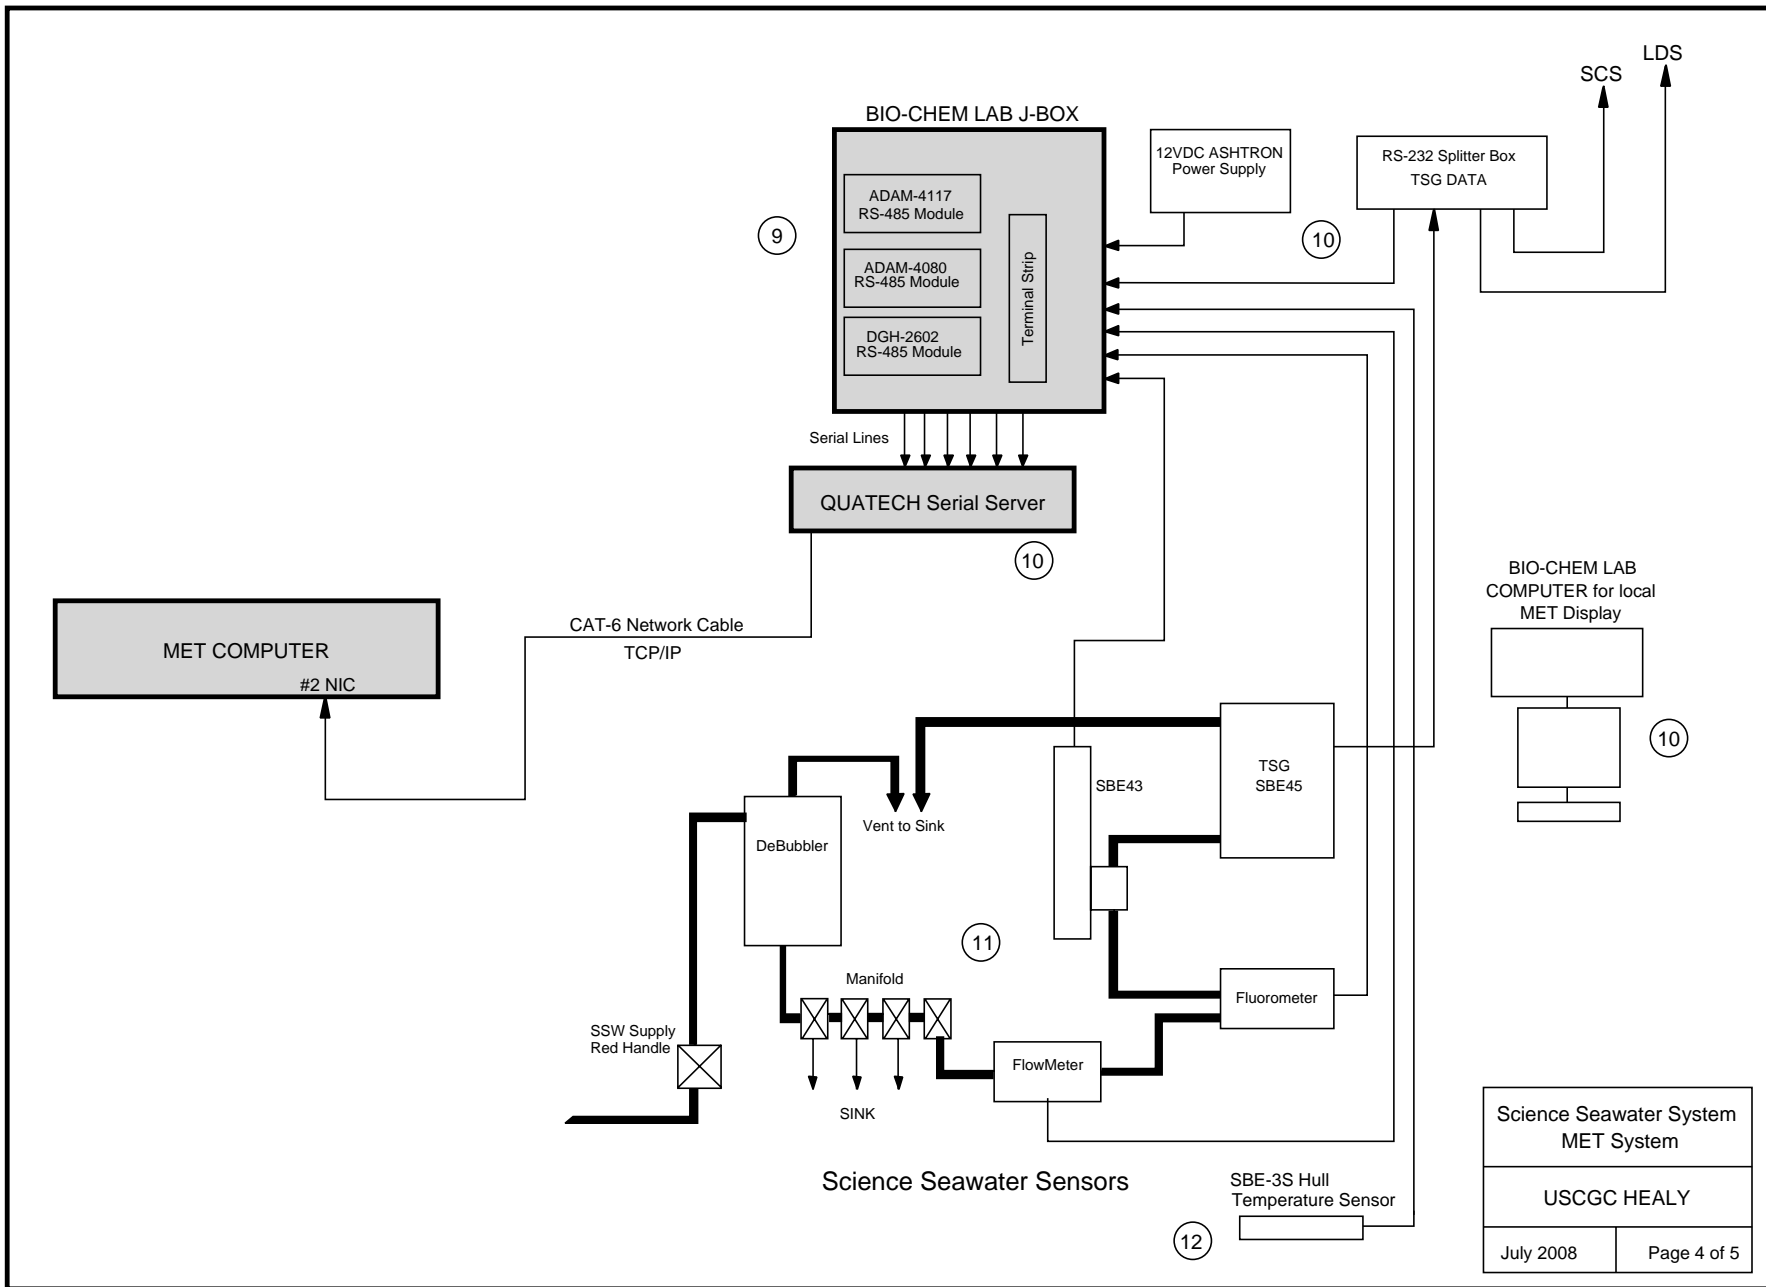 LDS
SCS
BIO-CHEM LAB J-BOX
12VDC ASHTRON
Power Supply
RS-232 Splitter Box
TSG DATA
ADAM-4117
RS-485 Module
9
10
ADAM-4080
RS-485 Module
Terminal Strip
DGH-2602
RS-485 Module
Serial Lines
QUATECH Serial Server
10
BIO-CHEM LAB
COMPUTER for local
MET Display
CAT-6 Network Cable
TCP/IP
MET COMPUTER
#2 NIC
10
TSG
SBE45
SBE43
Vent to Sink
DeBubbler
11
Manifold
Fluorometer
SSW Supply
Red Handle
FlowMeter
SINK
Science Seawater Sensors
SBE-3S Hull
Temperature Sensor
12
Science Seawater System
MET System
USCGC HEALY
July 2008
Page 4 of 5